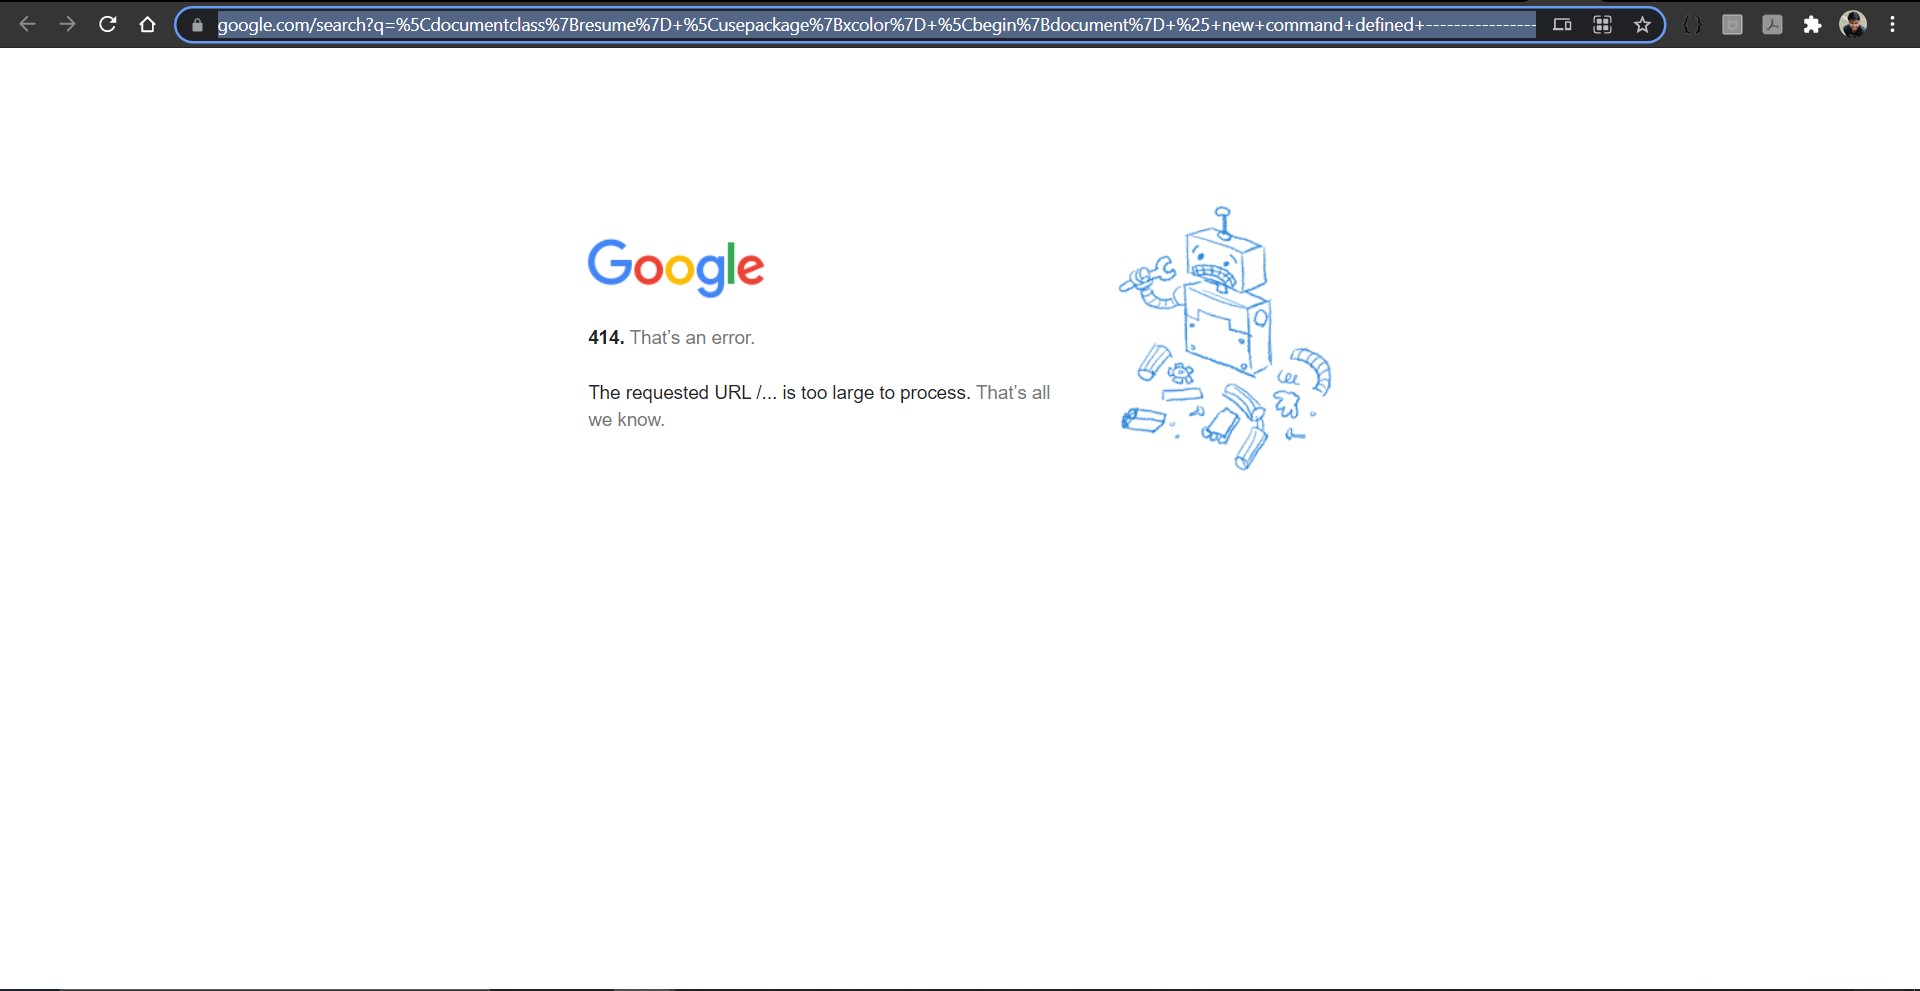 google.com/search?q=%5Cdocumentclass%7Bresume%7D+%5Cusepackage%7Bxcolor%7D+%5Cbegin%7Bdocument%7D+%25+new+command+defined+----------------
Google
414. That’s an error.
The requested URL /... is too large to process. That’s all
we know.